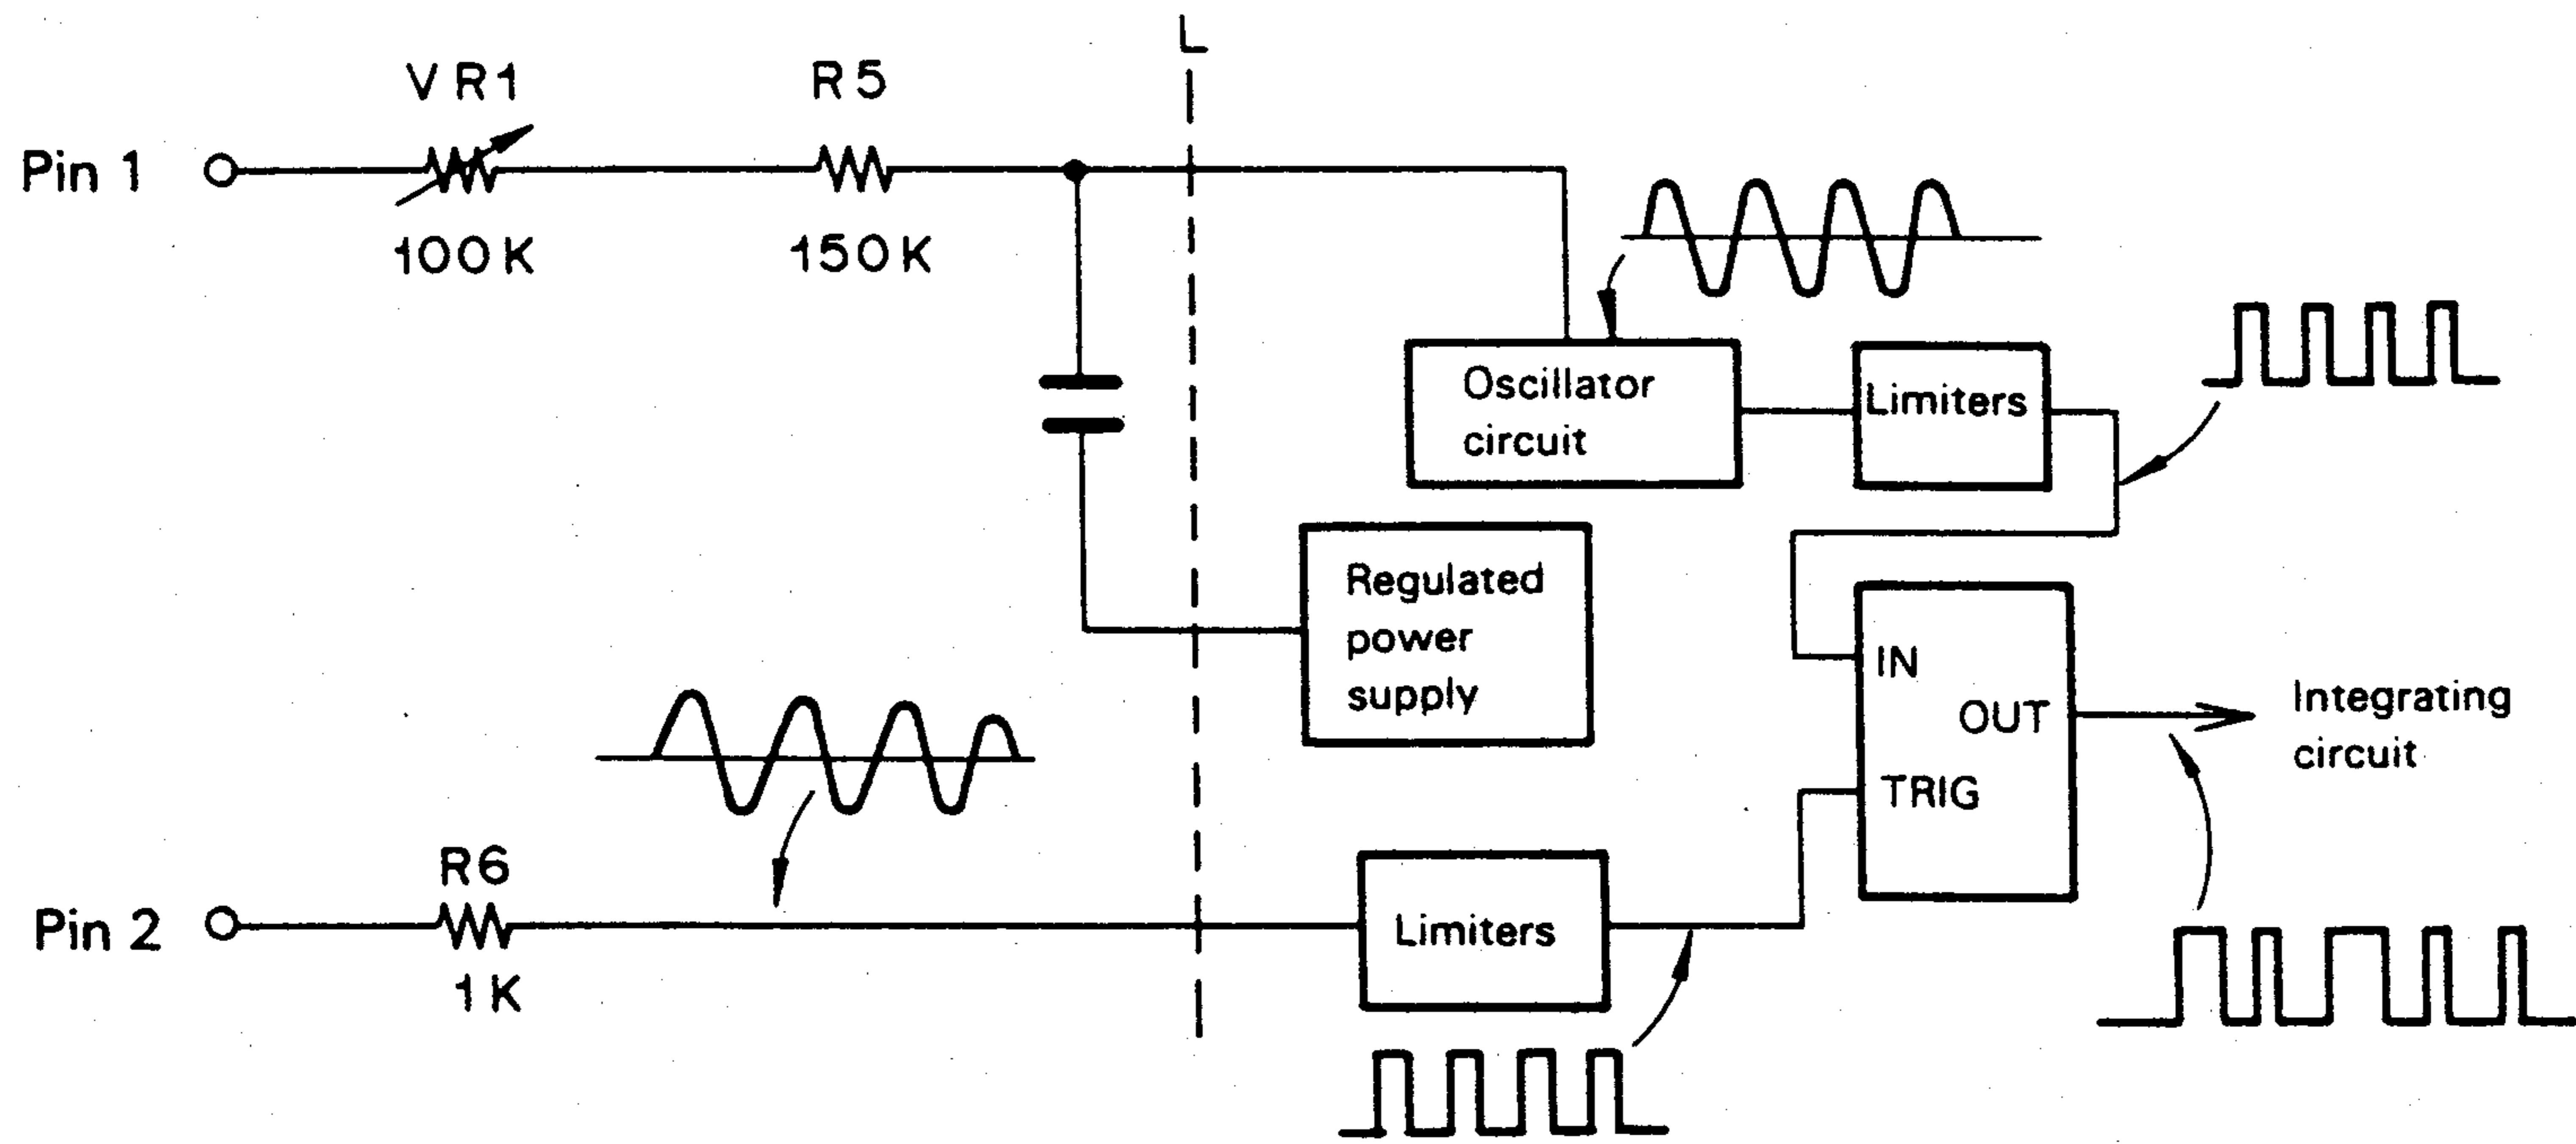 L
VR1
R5
Pin 1
100K
150K
Oscillator
circuit
Limiters
Regulated
power
supply
IN
OUT
TRIG
Integrating
circuit
R6
Pin 2
1K
Limiters